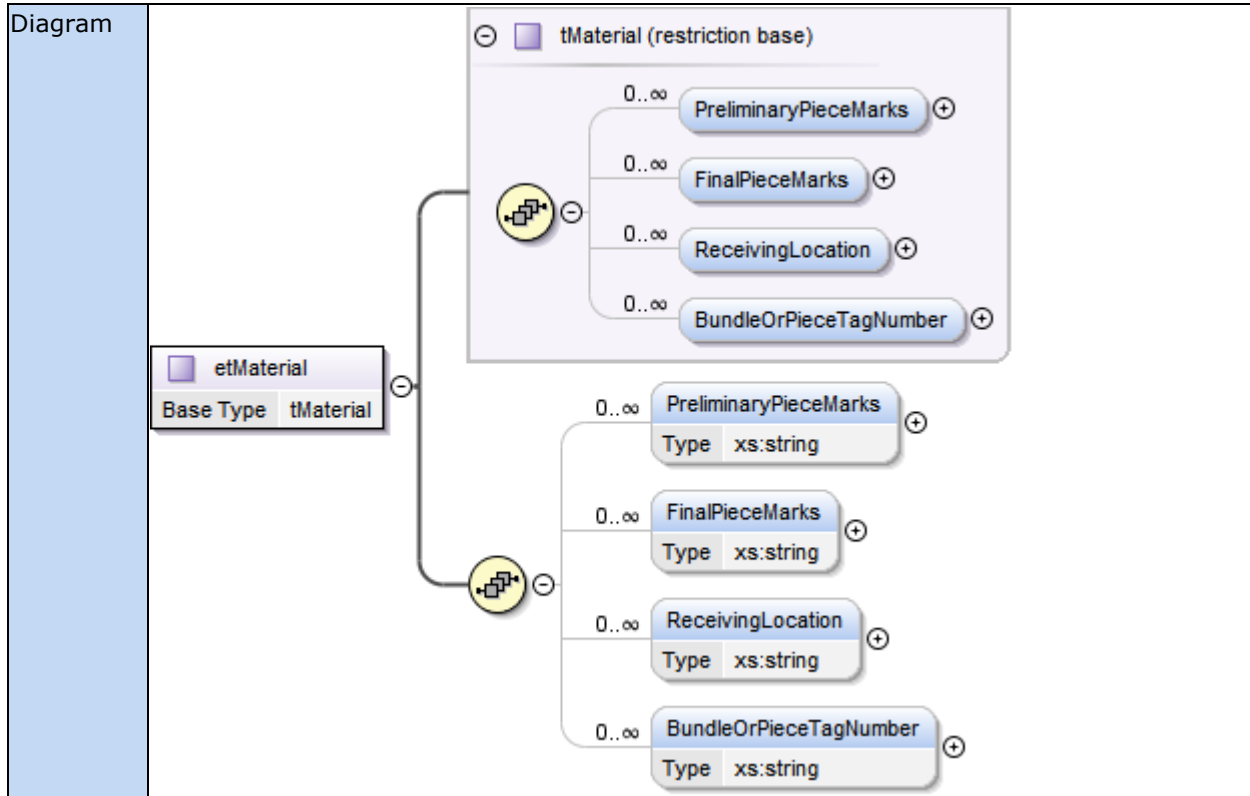 Diagram
tMaterial (restriction base)
0..∞
PreliminaryPieceMarks
0..∞
FinalPieceMarks
0..∞
ReceivingLocation
0..∞
BundleOrPieceTagNumber
etMaterial
Base Type tMaterial
0..∞
PreliminaryPieceMarks
Type xs:string
0..∞
FinalPieceMarks
Type xs:string
0..∞
ReceivingLocation
Type xs:string
0..∞
BundleOrPieceTagNumber
Type xs:string